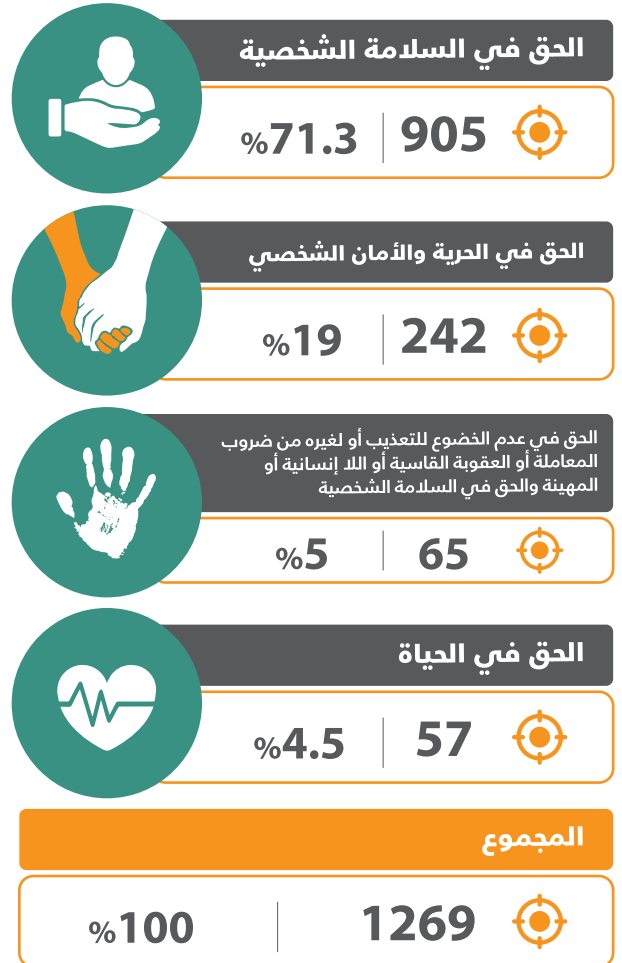 الحق في السلامة الشخصية
905
%71.3
الحق في الحرية والأمان الشخصي
242
%19
الحق في عدم الخضوع للتعذيب أو لغيره من ضروب
المعاملة أو العقوبة القاسية أو اللا إنسانية أو
المهينة والحق في السلامة الشخصية
65
%5
الحق في الحياة
57
%4.5
المجموع
1269
%100